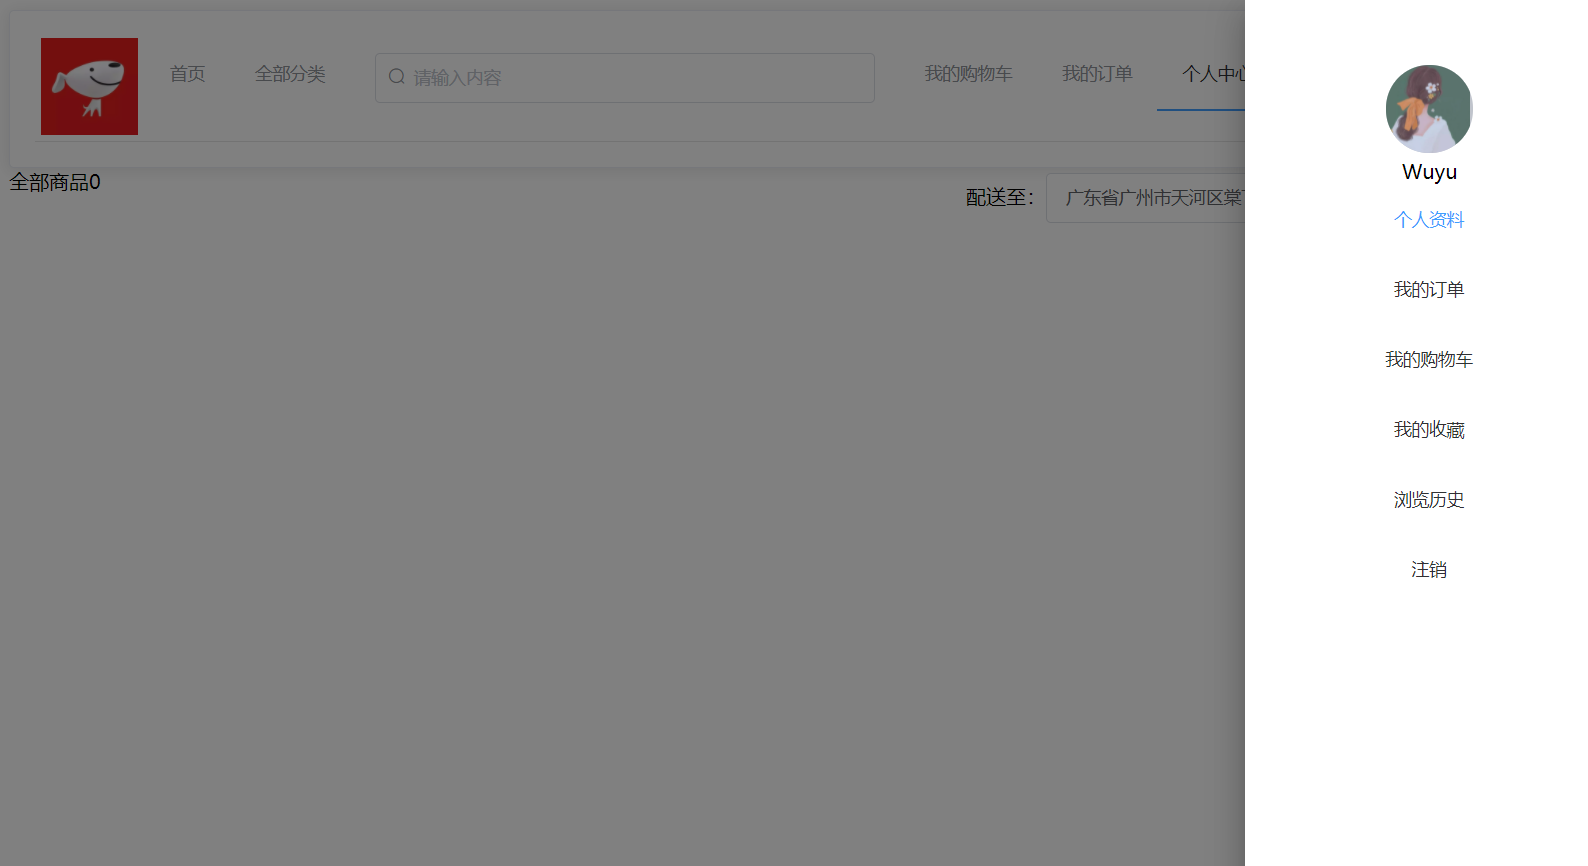 首页
全部分类
请输入内容
我的购物车
我的订单
个人中心
全部商品0
配送至：
广东省广州市天河区棠
Wuyu
个人资料
我的订单
我的购物车
我的收藏
浏览历史
注销